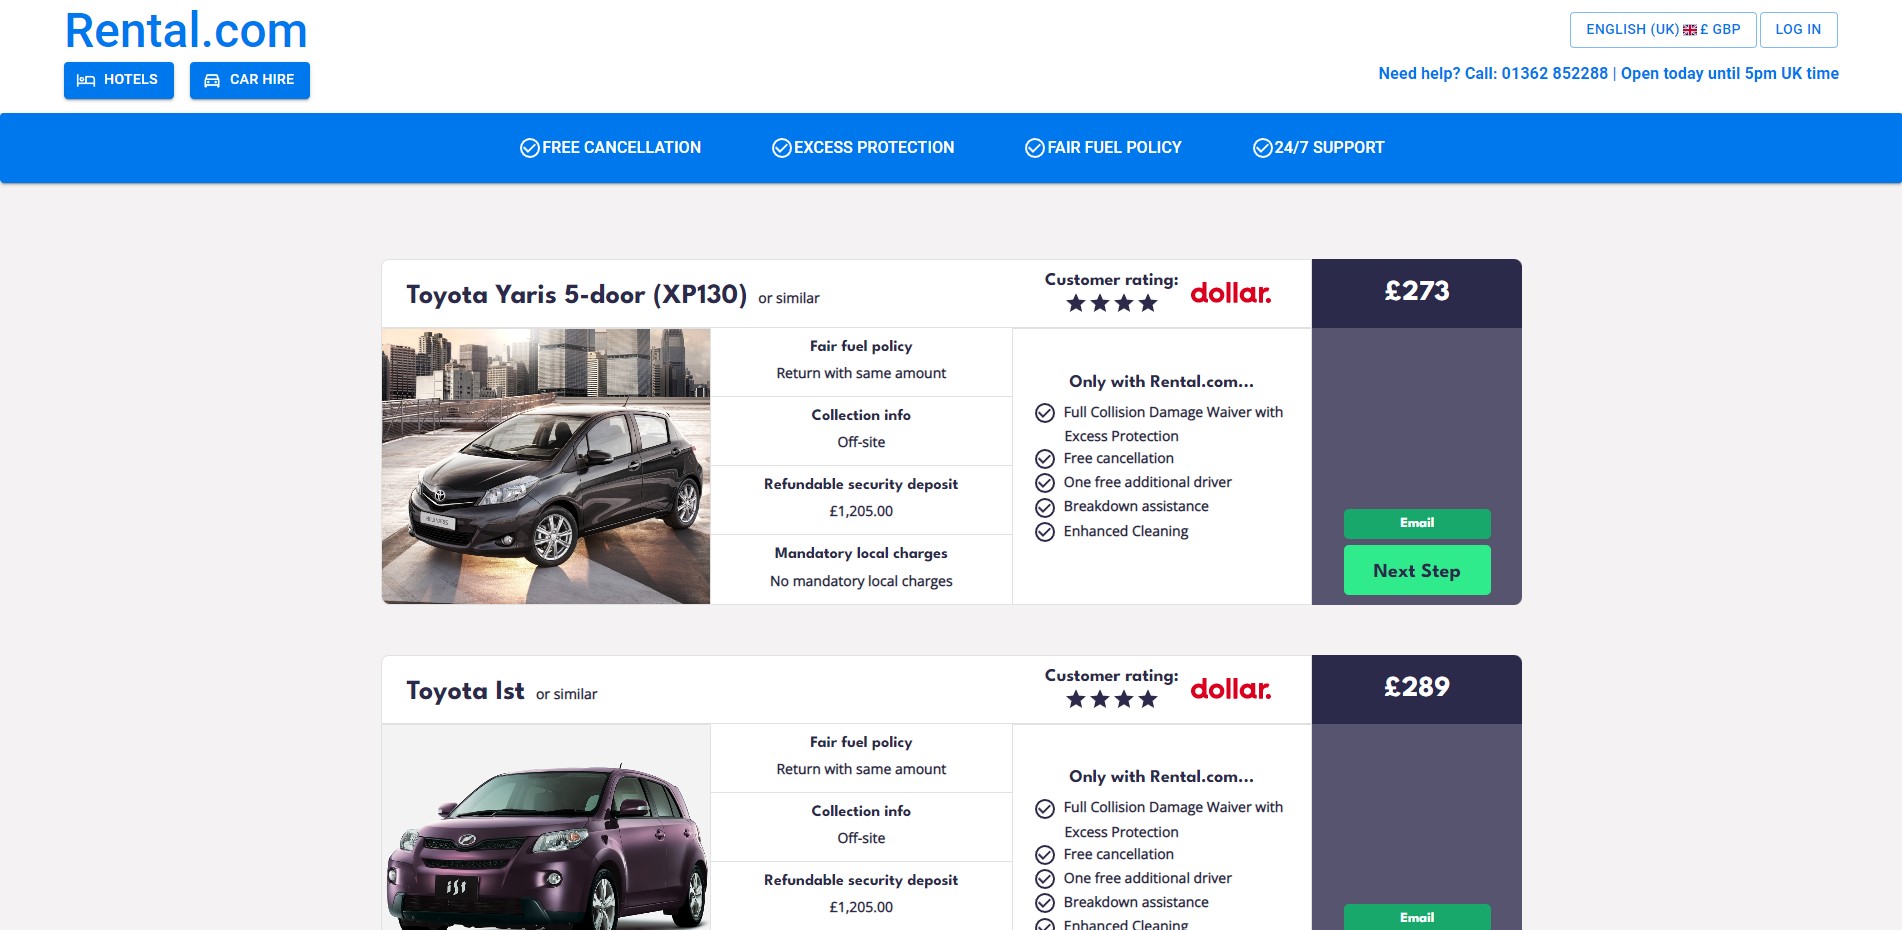 Rental.com
ENGLISH (UK) £ GBP
LOG IN
HOTELS
CAR HIRE
Need help? Call: 01362 852288 | Open today until 5pm UK time
FREE CANCELLATION
EXCESS PROTECTION
FAIR FUEL POLICY
24/7 SUPPORT
Toyota Yaris 5-door (XP130) or similar
Customer rating:
dollar.
£273
Fair fuel policy
Return with same amount
Collection info
Off-site
Refundable security deposit
£1,205.00
Mandatory local charges
No mandatory local charges
Only with Rental.com...
Full Collision Damage Waiver with
Excess Protection
Free cancellation
One free additional driver
Breakdown assistance
Enhanced Cleaning
Email
Next Step
Toyota Ist or similar
Customer rating:
dollar.
£289
Fair fuel policy
Return with same amount
Collection info
Off-site
Refundable security deposit
£1,205.00
Only with Rental.com...
Full Collision Damage Waiver with
Excess Protection
Free cancellation
One free additional driver
Breakdown assistance
Enhanced Cleaning
Email